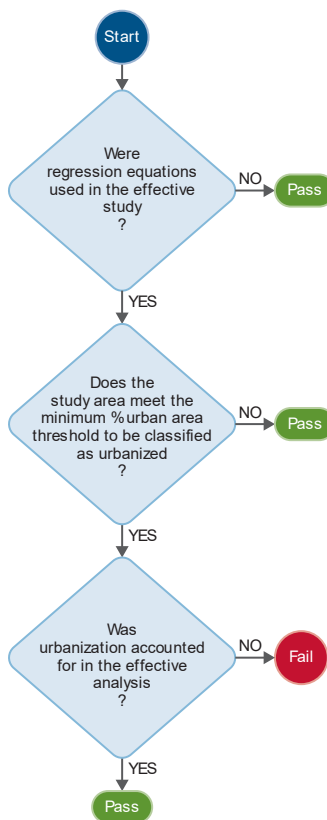 Start
Were
regression equations
used in the effective
study
?
NO
Pass
YES
Does the
study area meet the
minimum % urban area
threshold to be classified
as urbanized
?
NO
Pass
YES
Was
urbanization accounted
for in the effective
analysis
?
NO
Fail
YES
Pass